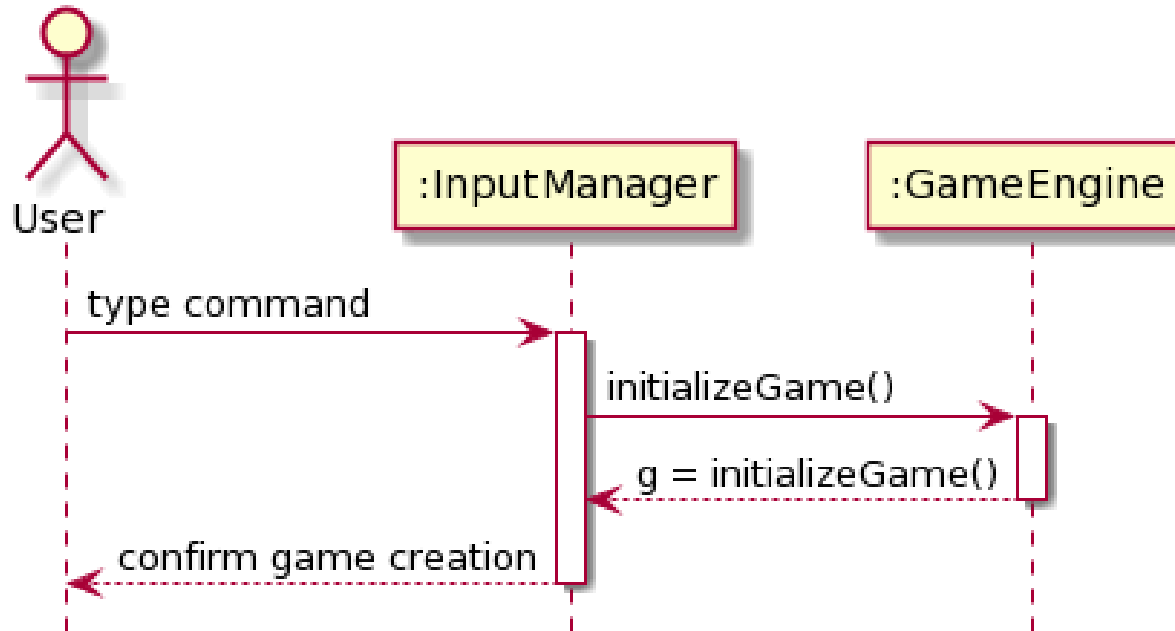 :InputManager
:GameEngine
User
type command
initializeGame()
g = initializeGame()
confirm game creation